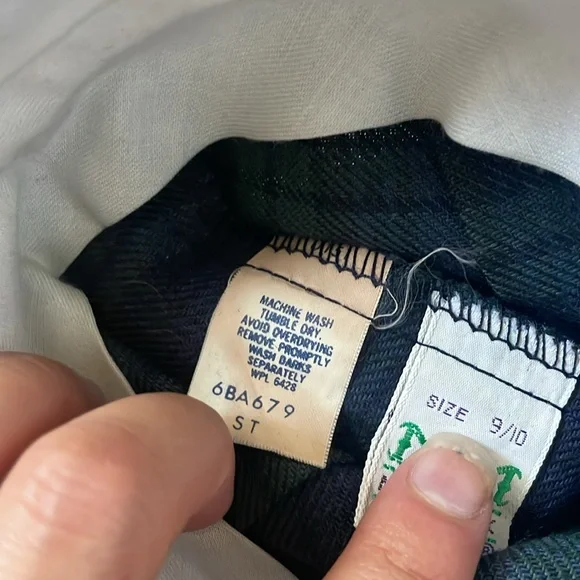 MACHINE WASH
TUMBLE DRY
AVOID OVERDRYING
REMOVE PROMPTLY
WASH DARKS
SEPARATELY
WPL 6428
6BA679
ST
SIZE 9/10